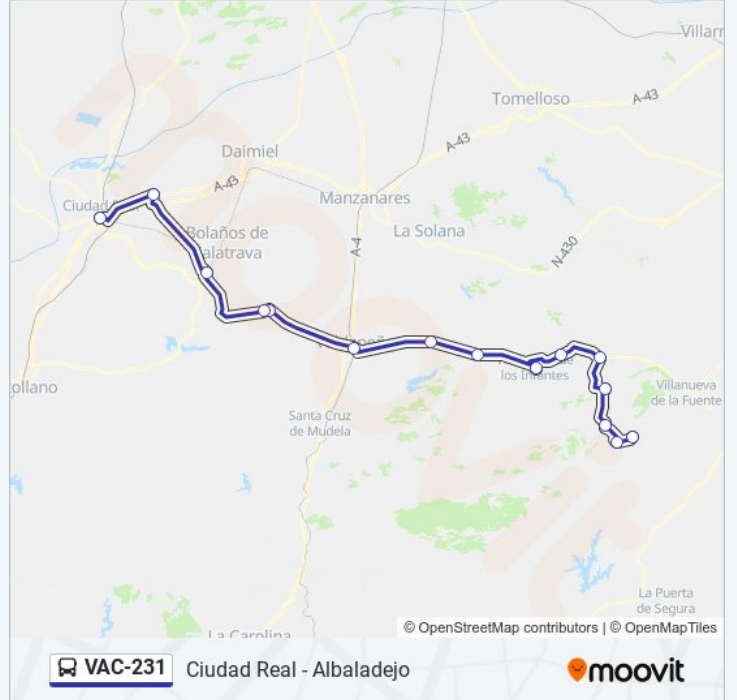 Villarr
Tomelloso
A-43
A-43
Daimiel
A-43
Manzanares
Ciudad
Bolaños de
alatrava
La Solana
A-4
N-430
los Infantes
Villanueva
de la Fuente
ollano
Santa Cruz
de Mudela
La Puerta
de Segura
© OpenStreetMap contributors | © OpenMapTiles
La Carolina
VAC-231
Ciudad Real - Albaladejo
moovit